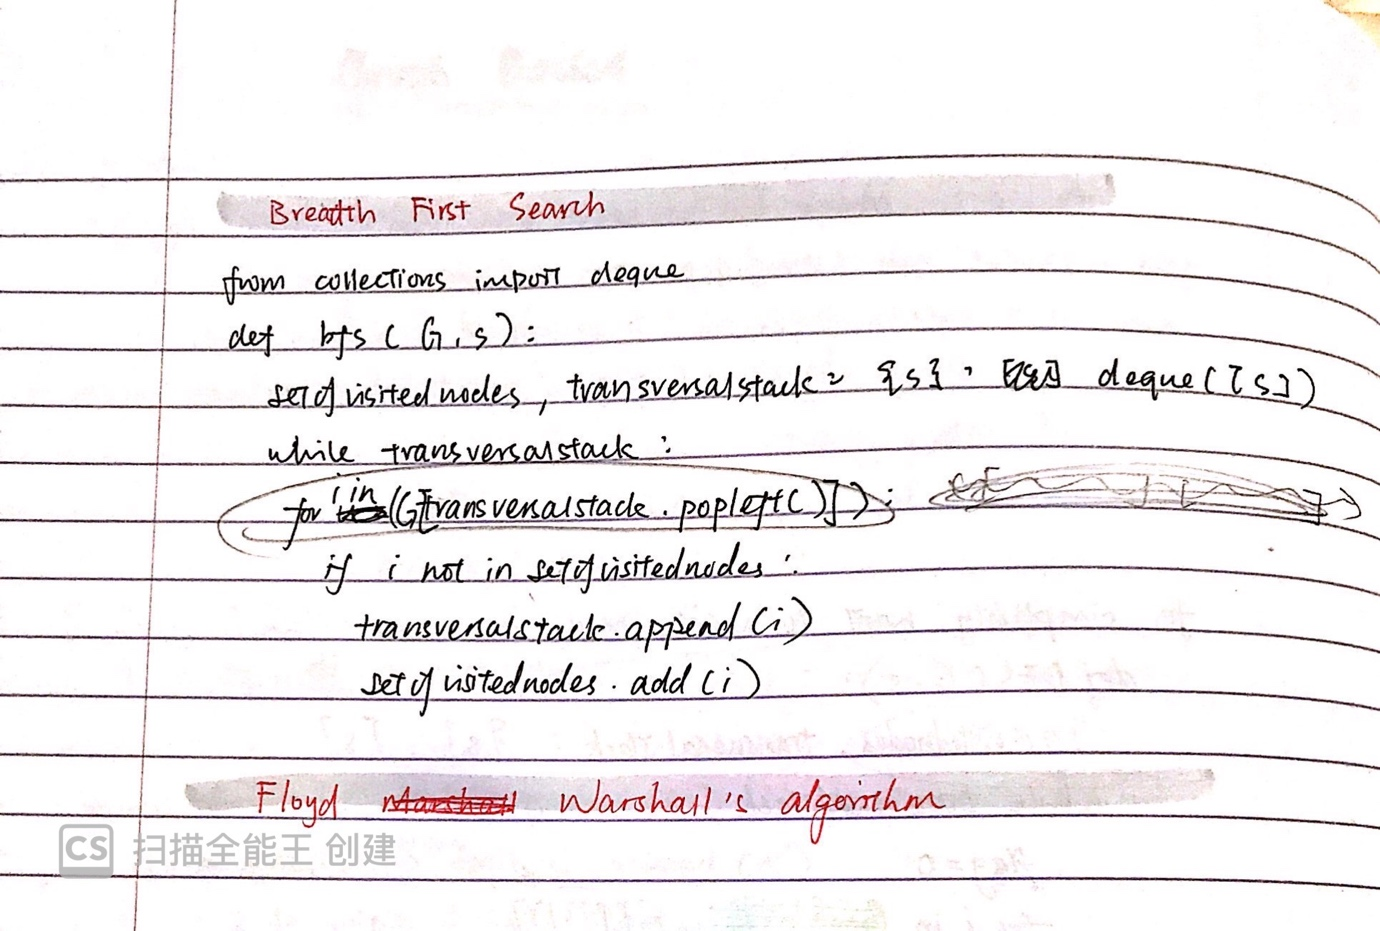 Breadth First Search
from collections import deque
def bfs ( G, s ):
setofvisitednodes, transversalstack = {s}, deque([s])
while transversalstack :
for i in (G[transversalstack.popleft()]) :
if i not in setofvisitednodes :
transversalstack.append(i)
setofvisitednodes.add(i)
Floyd Warshall's algorithm
CS 扫描全能王 创建